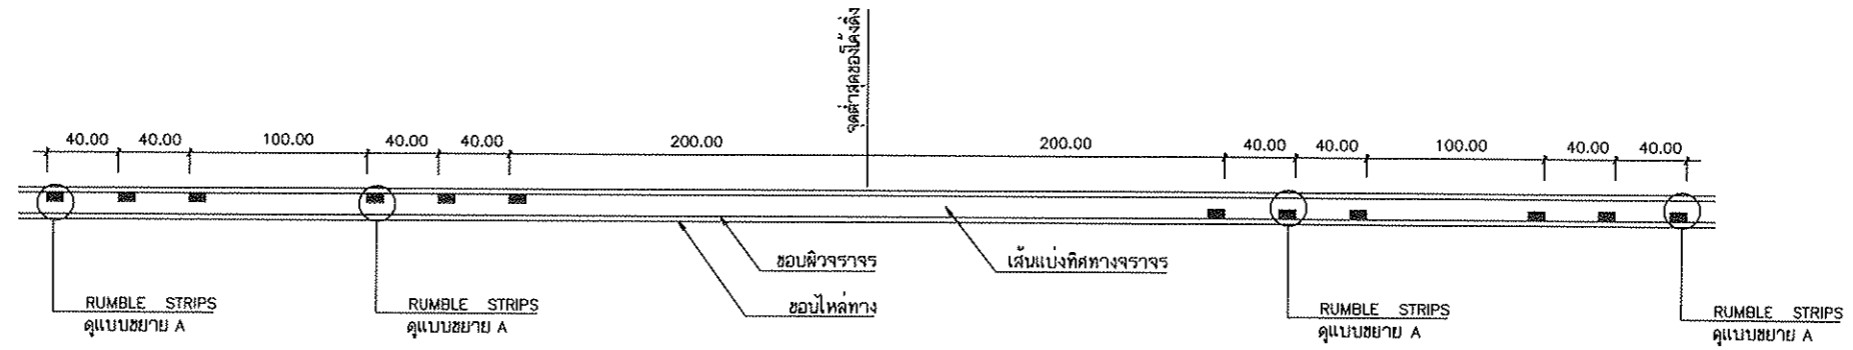 จุดต่ำสุดของโค้งดิ่ง
40.00 40.00 100.00 40.00 40.00 200.00 200.00 40.00 40.00 100.00 40.00 40.00
ขอบผิวจราจร
เส้นแบ่งทิศทางจราจร
ขอบไหล่ทาง
RUMBLE STRIPS
ดูแบบขยาย A
RUMBLE STRIPS
ดูแบบขยาย A
RUMBLE STRIPS
ดูแบบขยาย A
RUMBLE STRIPS
ดูแบบขยาย A